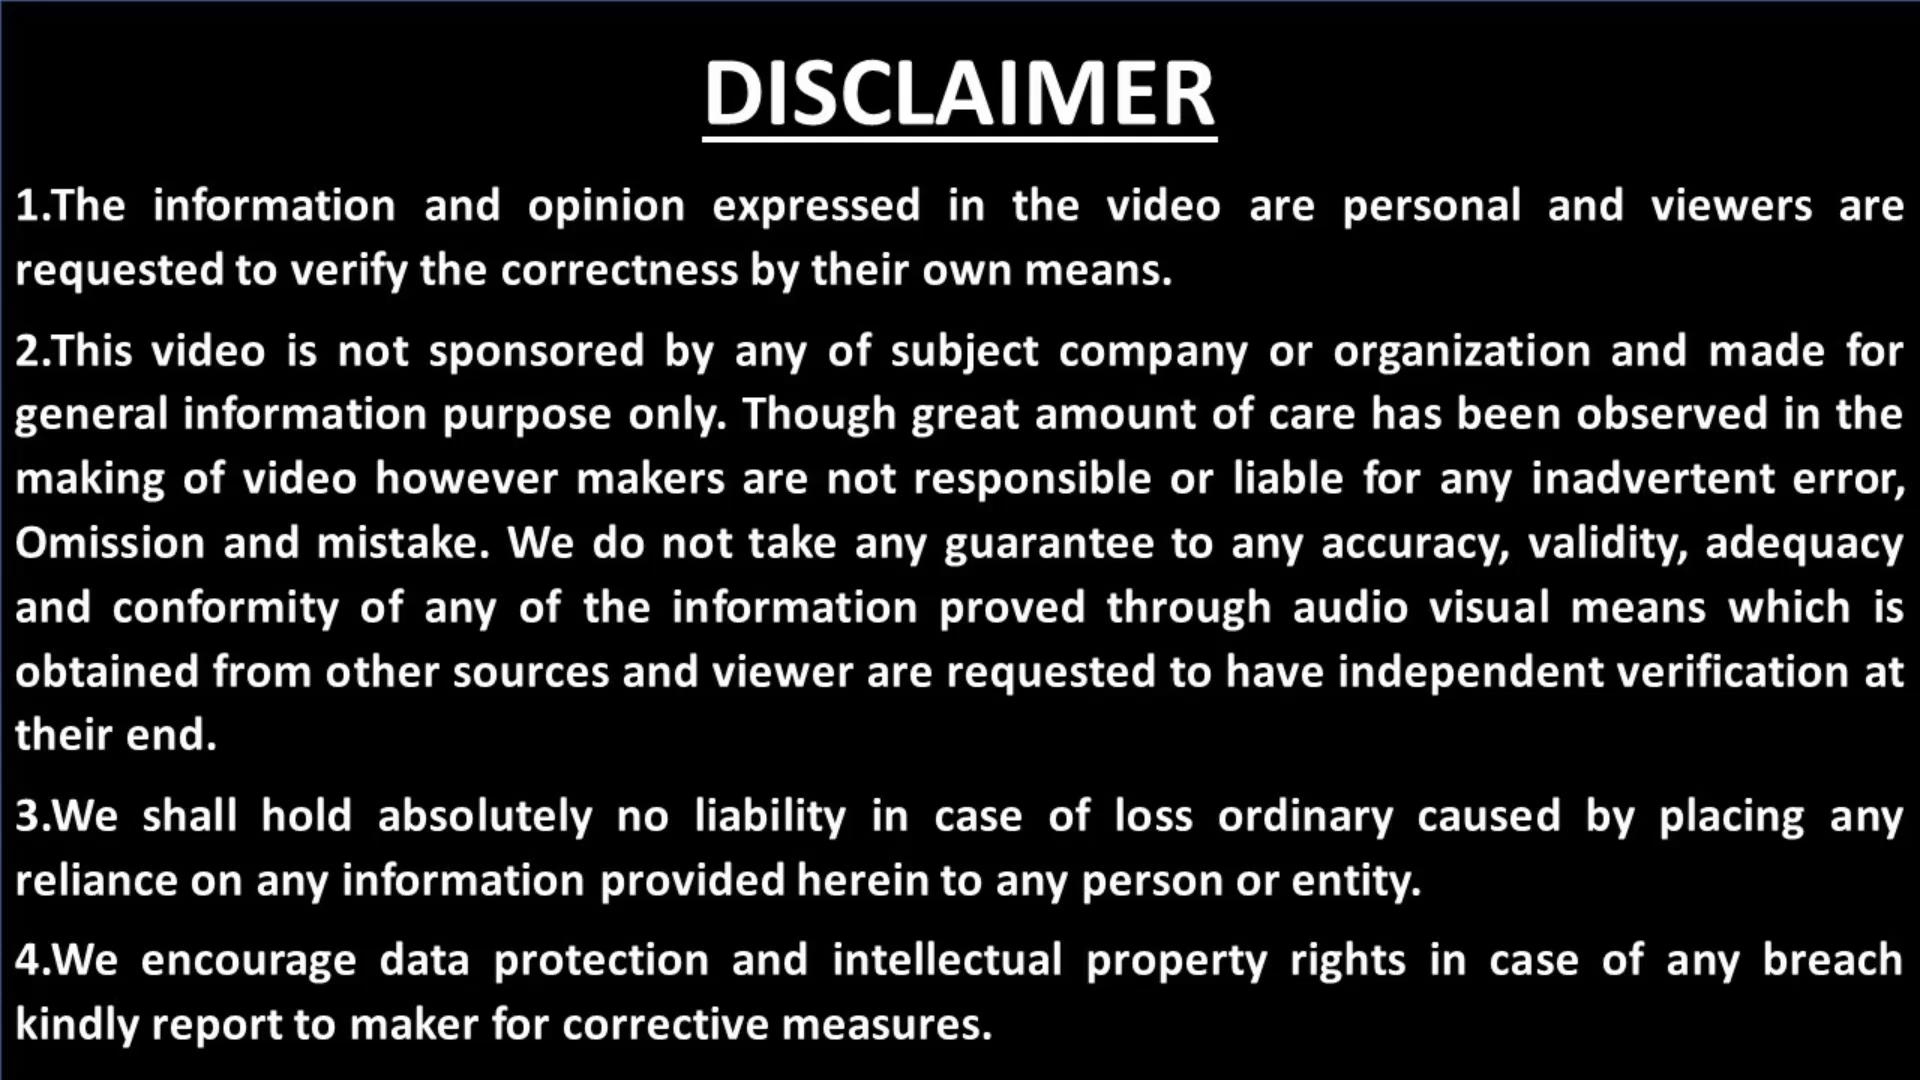 DISCLAIMER
1.The information and opinion expressed in the video are personal and viewers are
requested to verify the correctness by their own means.
2.This video is not sponsored by any of subject company or organization and made for
general information purpose only. Though great amount of care has been observed in the
making of video however makers are not responsible or liable for any inadvertent error,
Omission and mistake. We do not take any guarantee to any accuracy, validity, adequacy
and conformity of any of the information proved through audio visual means which is
obtained from other sources and viewer are requested to have independent verification at
their end.
3.We shall hold absolutely no liability in case of loss ordinary caused by placing any
reliance on any information provided herein to any person or entity.
4.We encourage data protection and intellectual property rights in case of any breach
kindly report to maker for corrective measures.